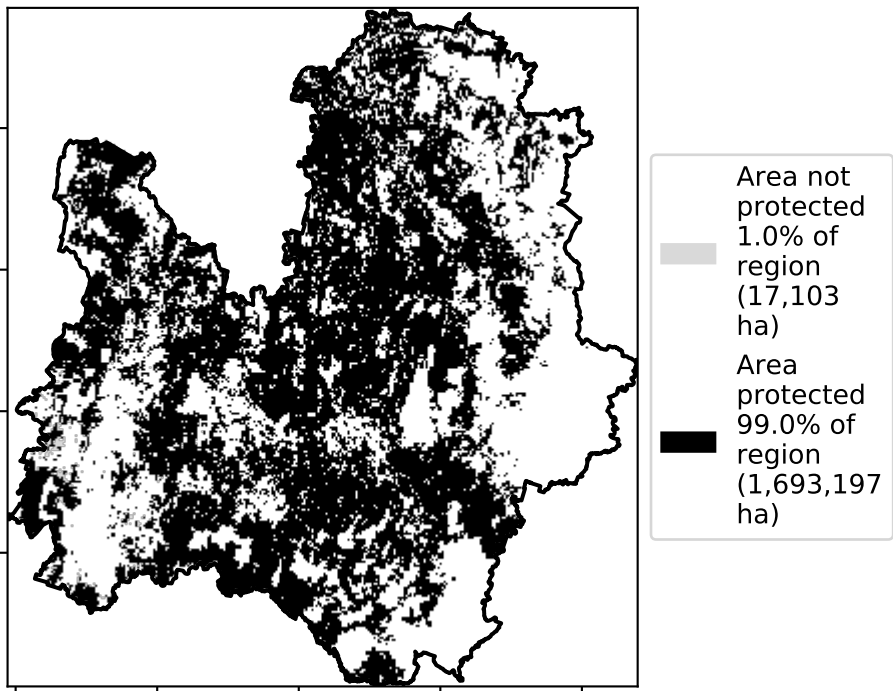 Area not
protected
1.0% of
region
(17,103
ha)
Area
protected
99.0% of
region
(1,693,197
ha)